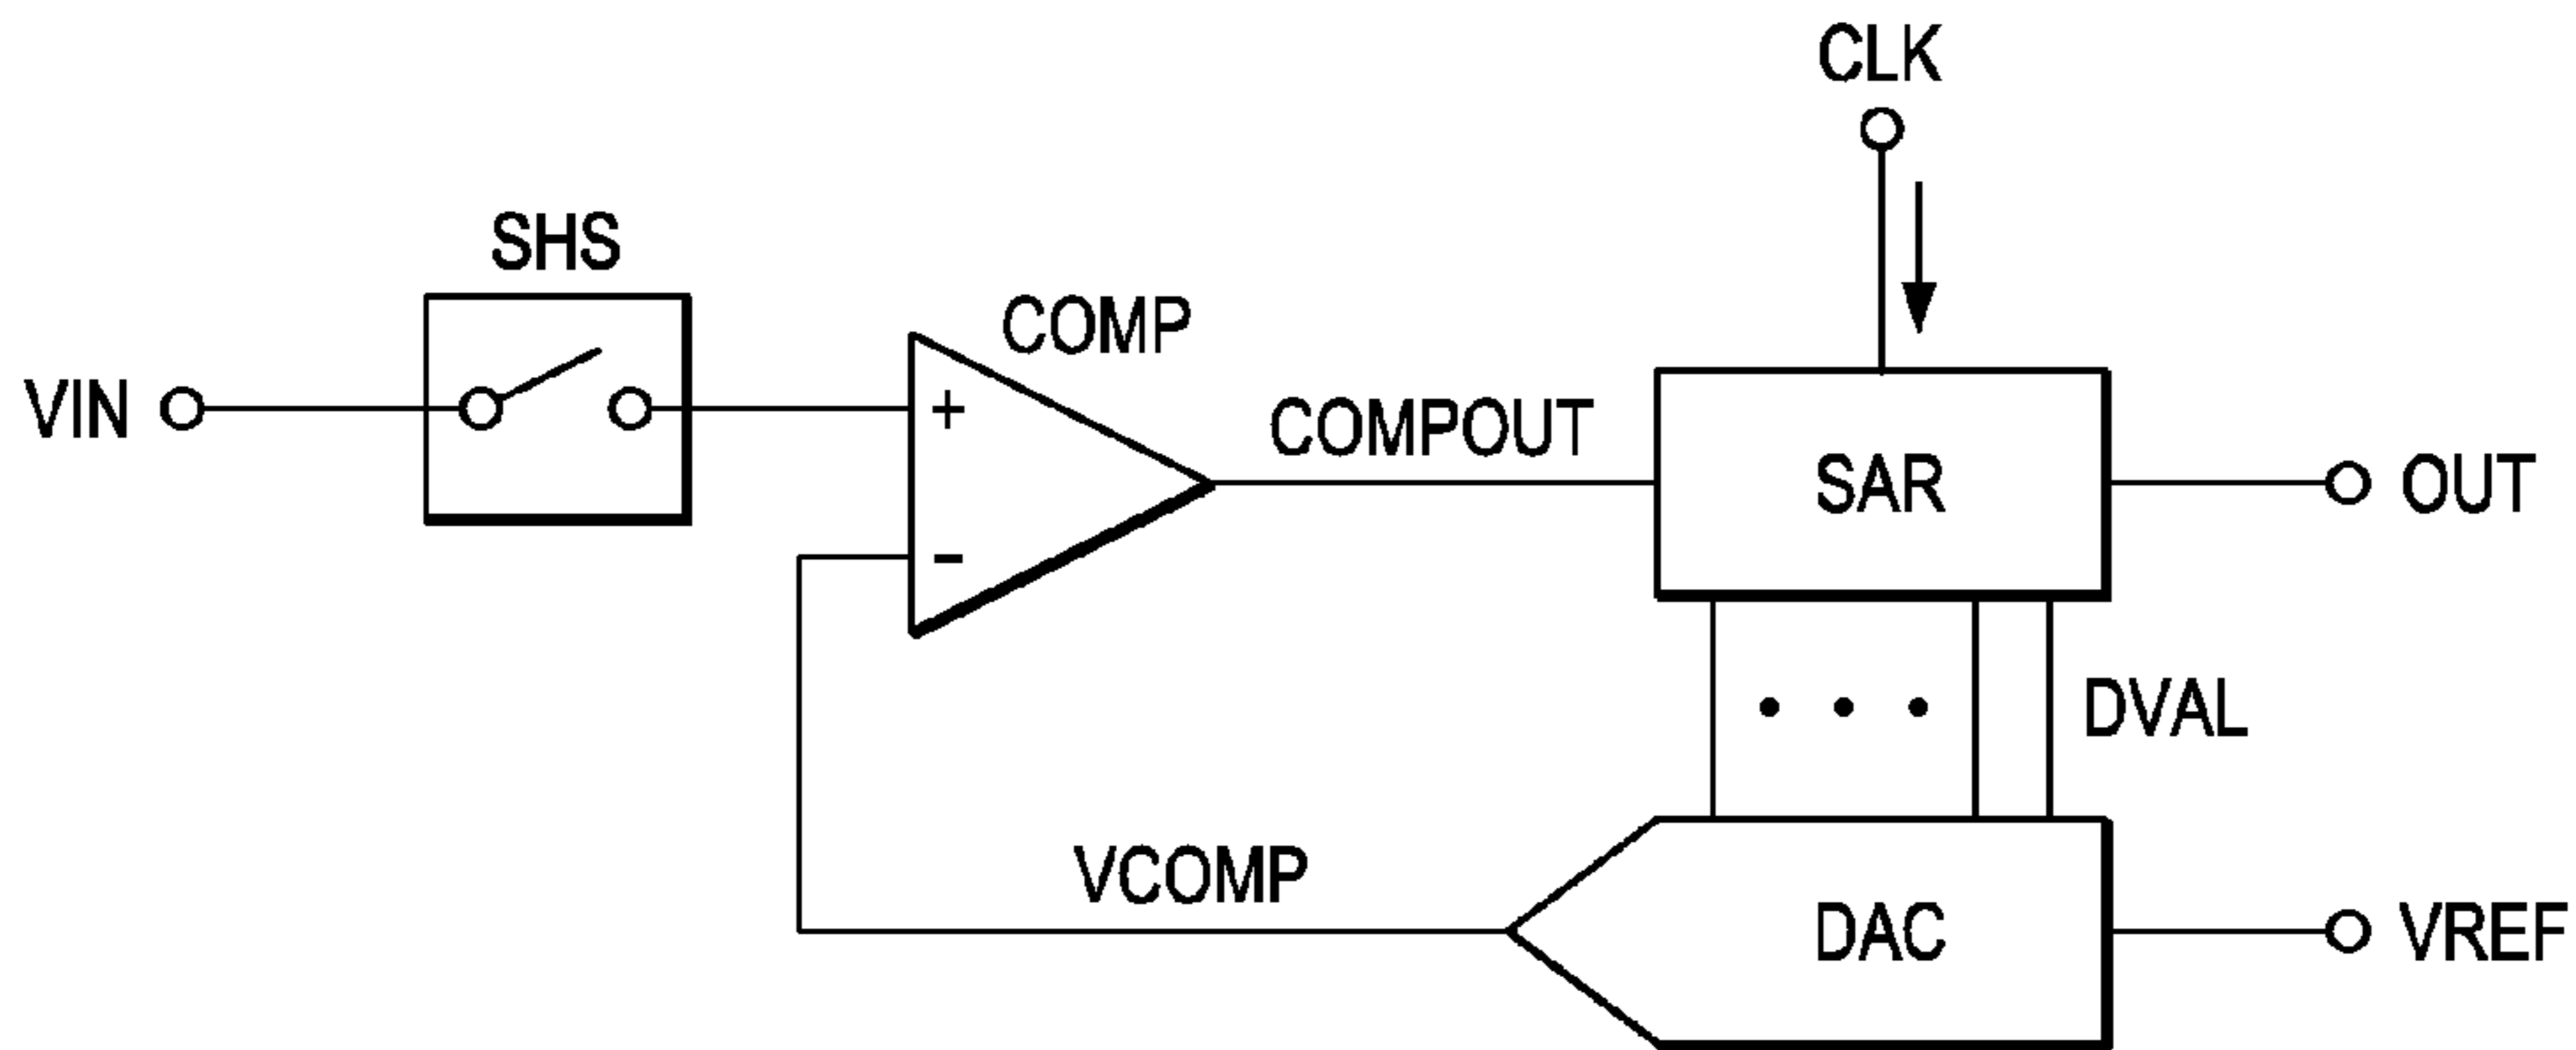 CLK
SHS
COMP
VIN
+
COMPOUT
SAR
OUT
-
DVAL
VCOMP
DAC
VREF